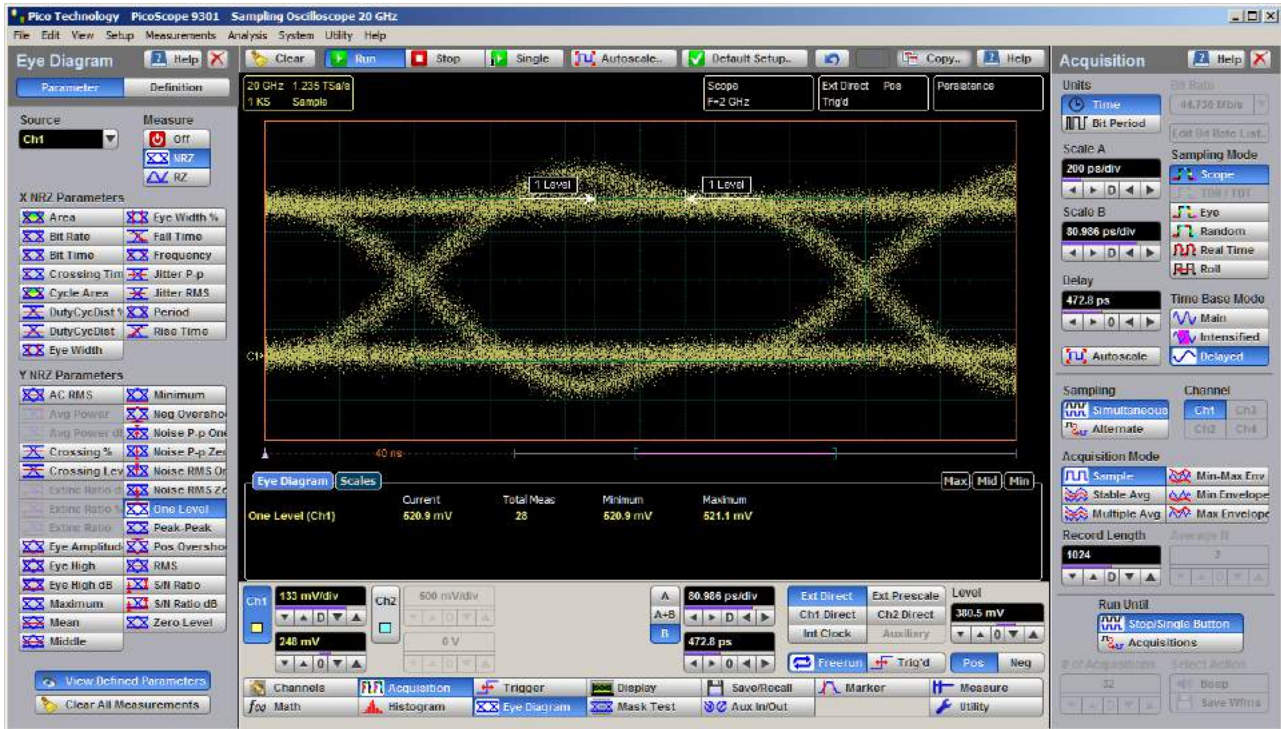 Pico Technology PicoScope 9301 Sampling Oscilloscope 20 GHz
File Edit View Setup Measurements Analysis System Utility Help
Eye Diagram Help
Parameter Definition
Source Measure
Ch1 Off
NRZ
RZ
X NRZ Parameters
Area Eye Width %
Bit Rate Fall Time
Bit Time Frequency
Crossing Tim Jitter P-p
Cycle Area Jitter RMS
DutyCycDist % Period
DutyCycDist Rise Time
Eye Width
Y NRZ Parameters
AC RMS Minimum
Avg Power Neg Oversho
Avg Power dB Noise P-p One
Crossing % Noise P-p Zer
Crossing Lev Noise RMS On
Extinc Ratio d Noise RMS Ze
Extinc Ratio % One Level
Extinc Ratio Peak-Peak
Eye Amplitud Pos Oversho
Eye High RMS
Eye High dB S/N Ratio
Maximum S/N Ratio dB
Mean Zero Level
Middle
View Defined Parameters
Clear All Measurements
Clear Run Stop Single Autoscale.. Default Setup.. Copy.. Help
20 GHz 1.235 TSa/s
1 KS Sample
Scope
F=2 GHz
Ext Direct Pos
Trig'd
Persistence
1 Level 1 Level
C1
40 ns
Eye Diagram Scales Max Mid Min
Current Total Meas Minimum Maximum
One Level (Ch1) 520.9 mV 28 520.9 mV 521.1 mV
Ch1 133 mV/div
D
248 mV
0
Ch2 500 mV/div
D
0 V
0
A
A+B
B
80.986 ps/div
D
472.8 ps
0
Ext Direct Ext Prescale
Ch1 Direct Ch2 Direct
Int Clock Auxiliary
Freerun Trig'd
Level
380.5 mV
0
Pos Neg
Channels Acquisition Trigger Display Save/Recall Marker Measure
f(x) Math Histogram Eye Diagram Mask Test Aux In/Out Utility
Acquisition Help
Units
Time
Bit Period
Scale A
200 ps/div
D
Scale B
80.986 ps/div
D
Delay
472.8 ps
0
Autoscale
Bit Rate
44.736 Mb/s
Edit Bit Rate List..
Sampling Mode
Scope
TDR / TDT
Eye
Random
Real Time
Roll
Time Base Mode
Main
Intensified
Delayed
Sampling
Simultaneous
Alternate
Channel
Ch1 Ch3
Ch2 Ch4
Acquisition Mode
Sample Min-Max Env
Stable Avg Min Envelope
Multiple Avg Max Envelope
Record Length Average N
1024
D
Run Until
Stop/Single Button
Acquisitions
# of Acquisitions Select Action
32 Beep
D Save Wfms